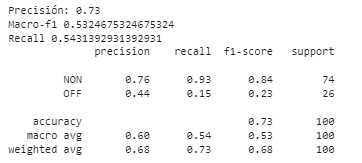 Precisión: 0.73
Macro-f1 0.5324675324675324
Recall 0.5431392931392931
precision recall f1-score support
NON 0.76 0.93 0.84 74
OFF 0.44 0.15 0.23 26
accuracy 0.73 100
macro avg 0.60 0.54 0.53 100
weighted avg 0.68 0.73 0.68 100